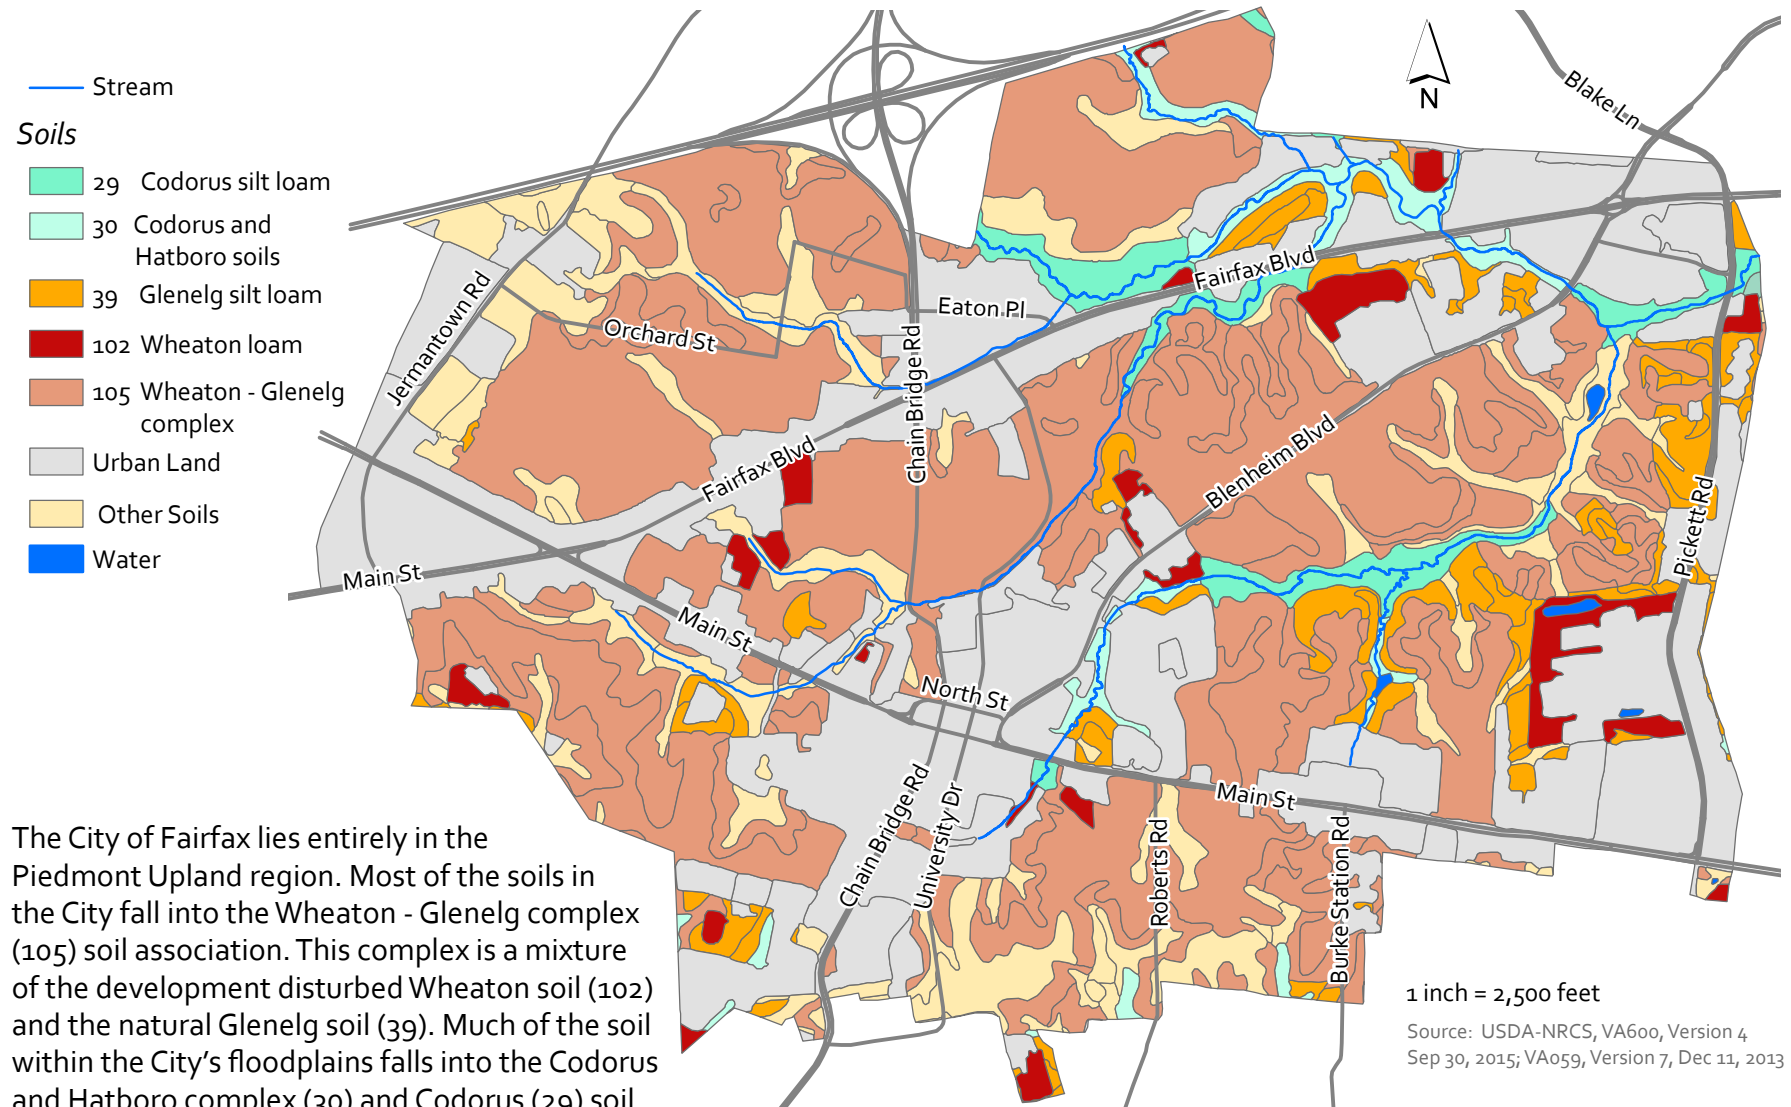 Stream
Soils
29 Codorus silt loam
30 Codorus and
Hatboro soils
39 Glenelg silt loam
102 Wheaton loam
105 Wheaton - Glenelg
complex
Urban Land
Other Soils
Water
N
Blake Ln
Jermantown Rd
Orchard St
Eaton Pl
Fairfax Blvd
Chain Bridge Rd
Fairfax Blvd
Blenheim Blvd
Pickett Rd
Main St
Main St
North St
Main St
Chain Bridge Rd
University Dr
Roberts Rd
Burke Station Rd
The City of Fairfax lies entirely in the
Piedmont Upland region. Most of the soils in
the City fall into the Wheaton - Glenelg complex
(105) soil association. This complex is a mixture
of the development disturbed Wheaton soil (102)
and the natural Glenelg soil (39). Much of the soil
within the City's floodplains falls into the Codorus
and Hatboro complex (30) and Codorus (29) soil
1 inch = 2,500 feet
Source: USDA-NRCS, VA600, Version 4
Sep 30, 2015; VA059, Version 7, Dec 11, 2013